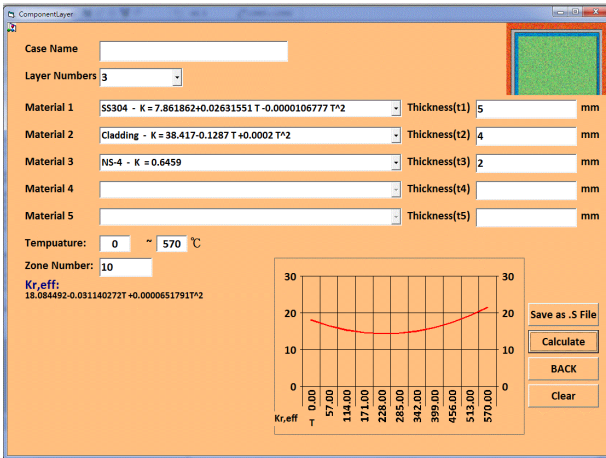 ComponentLayer
Case Name
Layer Numbers 3
Material 1 SS304 - K = 7.861862+0.02631551 T -0.0000106777 T^2 Thickness(t1) 5 mm
Material 2 Cladding - K = 38.417-0.1287 T +0.0002 T^2 Thickness(t2) 4 mm
Material 3 NS-4 - K = 0.6459 Thickness(t3) 2 mm
Material 4 Thickness(t4) mm
Material 5 Thickness(t5) mm
Tempuature: 0 ~ 570 ℃
Zone Number: 10
Kr,eff:
18.084492-0.031140272T +0.0000651791T^2
30 30
20 20
10 10
0 0
Kr,eff T 0.00 57.00 114.00 171.00 228.00 285.00 342.00 399.00 456.00 513.00 570.00
Save as .S File
Calculate
BACK
Clear